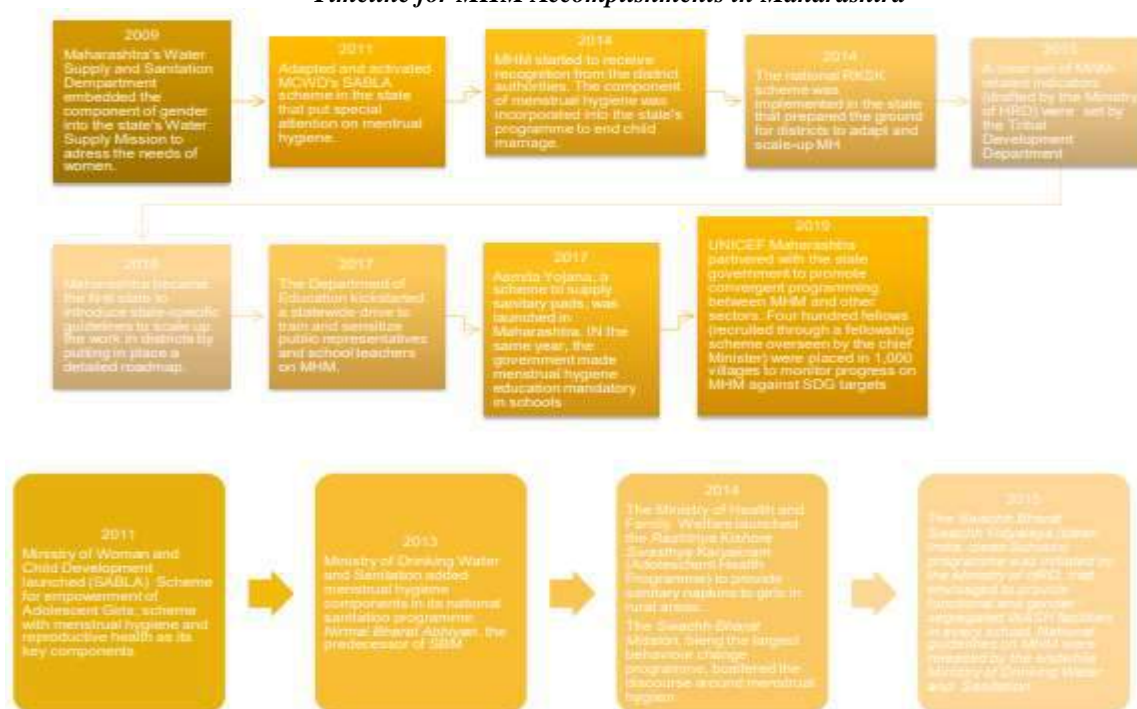 Timeline for MHM Accomplishments in Maharashtra
2009
Maharashtra's Water
Supply and Sanitation
Dempartment
embedded the
component of gender
into the state's Water
Supply Mission to
adress the needs of
women.
2011
Adapted and activated
MCWD's SABLA
scheme in the state
that put special
attention on mentrual
hygiene.
2014
MHM started to receive
recognition from the district
authorities. The component
of menstrual hygiene was
incorporated into the state's
programme to end child
marriage.
2014
The national RKSK
scheme was
implemented in the state
that prepared the ground
for districts to adapt and
scale-up MH
2015
A new set of MHM-
related indicators
(drafted by the Ministry
of HRD) were set by
the Tribal
Development
Department
Maharashtra became
the first state to
introduce state-specific
guidelines to scale up
the work in districts by
putting in place a
detailed roadmap.
2017
The Department of
Education kickstarted
a statewide drive to
train and sensitize
public representatives
and school teachers
on MHM.
2017
Asmita Yojana, a
scheme to supply
sanitary pads, was
launched in
Maharashtra. IN the
same year, the
government made
menstrual hygiene
education mandatory
in schools
2019
UNICEF Maharashtra
partnered with the state
government to promote
convergent programming
between MHM and other
sectors. Four hundred fellows
(recruited through a fellowship
scheme overseen by the chief
Minister) were placed in 1,000
villages to monitor progress on
MHM against SDG targets
2011
Ministry of Woman and
Child Development
launched (SABLA) Scheme
for empowerment of
Adolescent Girls, scheme
with menstrual hygiene and
reproductive health as its
key components
2013
Ministry of Drinking Water
and Sanitation added
menstrual hygiene
components in its national
sanitation programme
Nirmal Bharat Abhiyan, the
predecessor of SBM
2014
The Ministry of Health and
Family Welfare launched
the Rashtriya Kishore
Swasthya Karyakram
(Adolescent Health
Programme) to provide
sanitary napkins to girls in
rural areas.
The Swachh Bharat
Mission, bieng the largest
behaviour change
programme, bosltered the
discourse around menstrual
hygien
2015
The Swachh Bharat
Swachh Vidyalaya (clean
India, clean Schools)
programme was initiated by
the Ministry of HRD, that
envisaged to provide
functional and gender
segregated WASH facilities
in every school. National
guidelines on MHM were
released by the erstwhile
Ministry of Drinking Water
and Sanitation